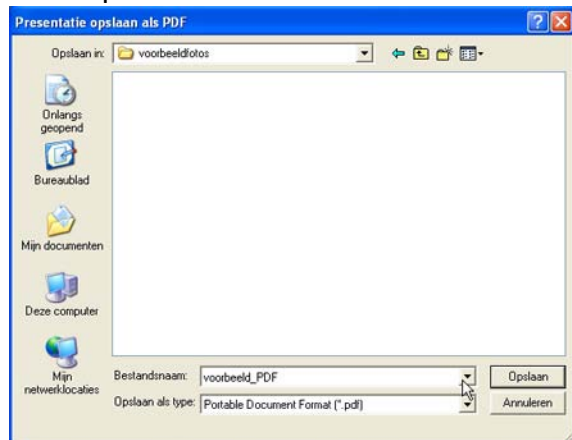 Presentatie opslaan als PDF
Opslaan in: voorbeeldfotos
Onlangs
geopend
Bureaublad
Mijn documenten
Deze computer
Mijn
netwerklocaties
Bestandsnaam: voorbeeld_PDF Opslaan
Opslaan als type: Portable Document Format (*.pdf) Annuleren